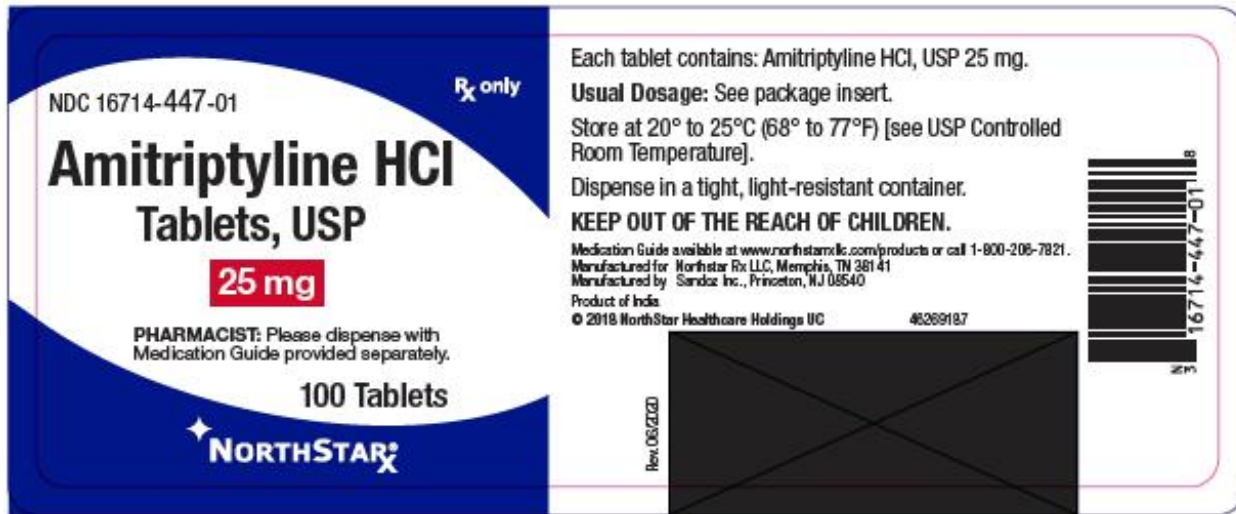 NDC 16714-447-01
Rx only
Amitriptyline HCl
Tablets, USP
25 mg
PHARMACIST: Please dispense with
Medication Guide provided separately.
100 Tablets
NORTHSTAR Rx
Each tablet contains: Amitriptyline HCl, USP 25 mg.
Usual Dosage: See package insert.
Store at 20° to 25°C (68° to 77°F) [see USP Controlled
Room Temperature].
Dispense in a tight, light-resistant container.
KEEP OUT OF THE REACH OF CHILDREN.
Medication Guide available at www.northstarrxllc.com/products or call 1-800-206-7821.
Manufactured for Northstar Rx LLC, Memphis, TN 38141
Manufactured by Sandoz Inc., Princeton, NJ 08540
Product of India
© 2018 NorthStar Healthcare Holdings UC 46269187
Rev. 06/2020
N3 16714-447-01 8